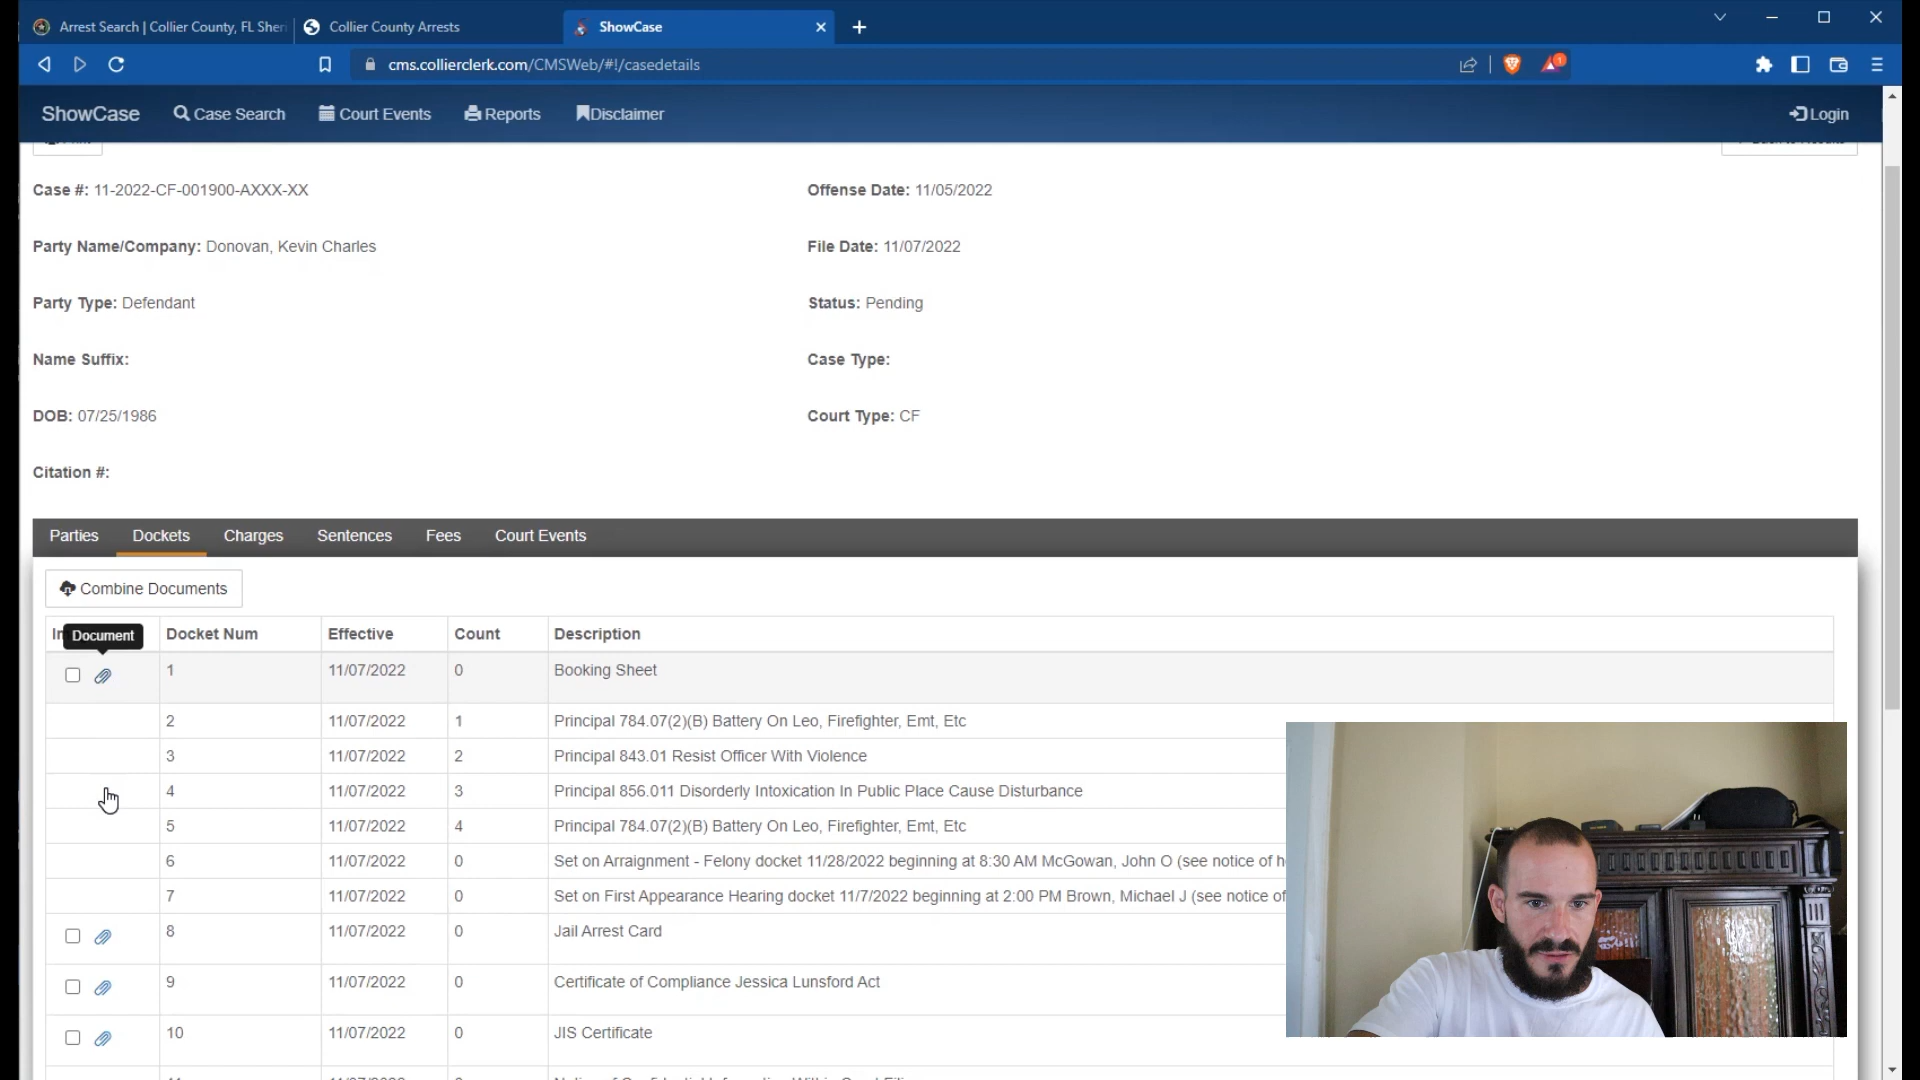 Arrest Search | Collier County, FL Sher
Collier County Arrests
ShowCase
cms.collierclerk.com/CMSWeb/#!/casedetails
1
ShowCase
Case Search
Court Events
Reports
Disclaimer
Login
Case #: 11-2022-CF-001900-AXXX-XX
Offense Date: 11/05/2022
Party Name/Company: Donovan, Kevin Charles
File Date: 11/07/2022
Party Type: Defendant
Status: Pending
Name Suffix:
Case Type:
DOB: 07/25/1986
Court Type: CF
Citation #:
Parties Dockets Charges Sentences Fees Court Events
Combine Documents
Document
Docket Num Effective Count Description
1 11/07/2022 0 Booking Sheet
2 11/07/2022 1 Principal 784.07(2)(B) Battery On Leo, Firefighter, Emt, Etc
3 11/07/2022 2 Principal 843.01 Resist Officer With Violence
4 11/07/2022 3 Principal 856.011 Disorderly Intoxication In Public Place Cause Disturbance
5 11/07/2022 4 Principal 784.07(2)(B) Battery On Leo, Firefighter, Emt, Etc
6 11/07/2022 0 Set on Arraignment - Felony docket 11/28/2022 beginning at 8:30 AM McGowan, John O (see notice of h
7 11/07/2022 0 Set on First Appearance Hearing docket 11/7/2022 beginning at 2:00 PM Brown, Michael J (see notice of
8 11/07/2022 0 Jail Arrest Card
9 11/07/2022 0 Certificate of Compliance Jessica Lunsford Act
10 11/07/2022 0 JIS Certificate